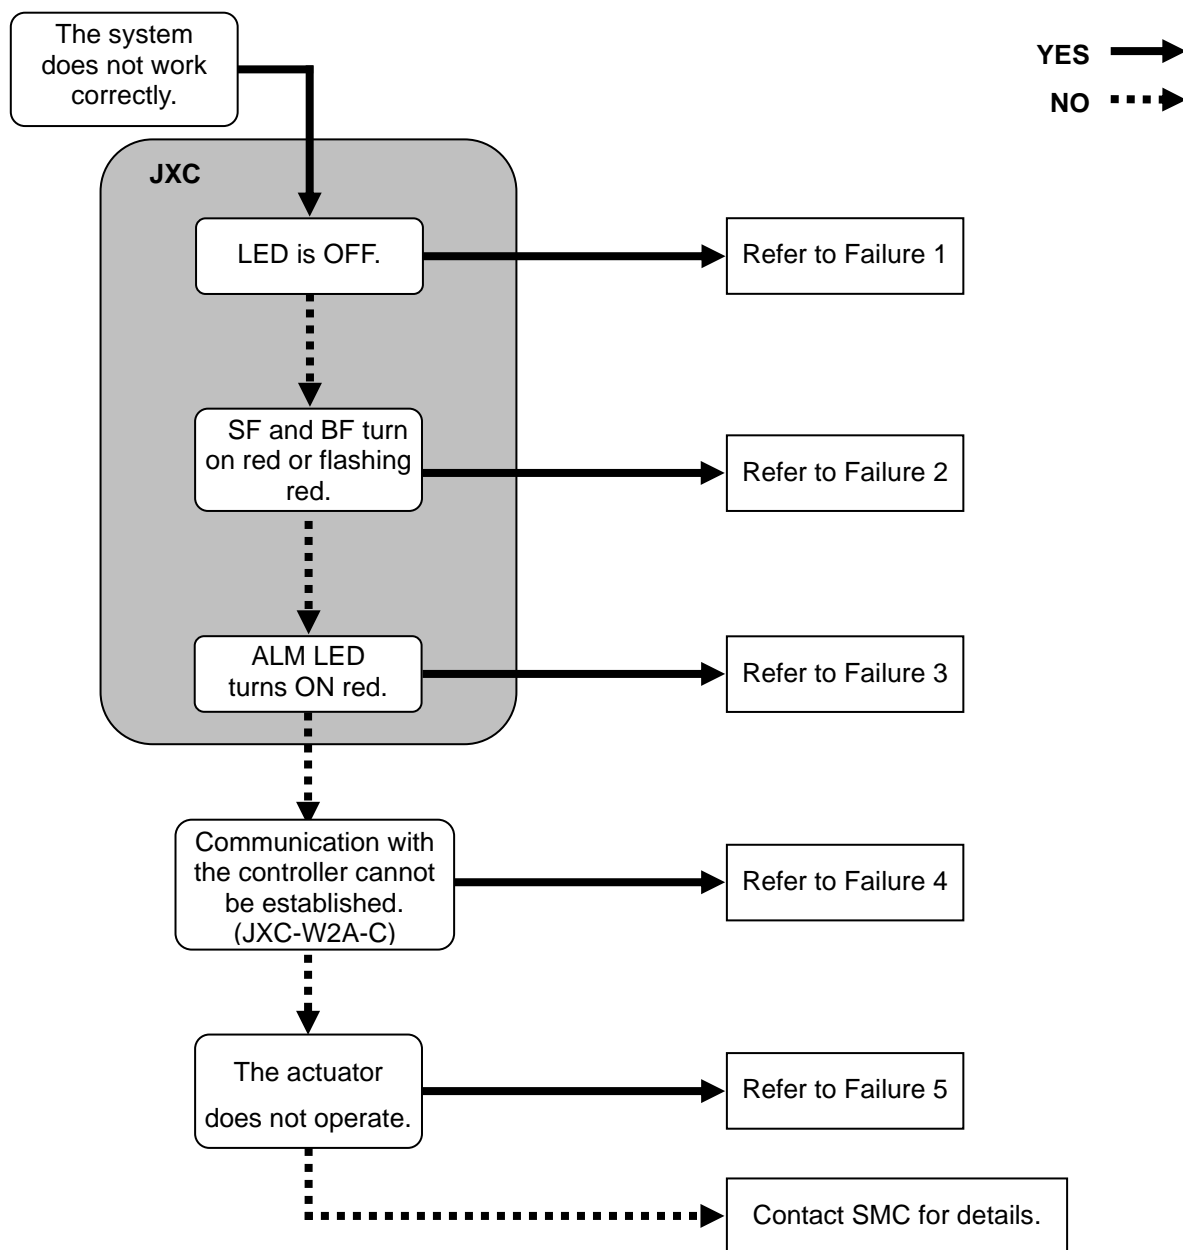 The system
does not work
correctly.
YES
NO
JXC
LED is OFF.
Refer to Failure 1
SF and BF turn
on red or flashing
red.
Refer to Failure 2
ALM LED
turns ON red.
Refer to Failure 3
Communication with
the controller cannot
be established.
(JXC-W2A-C)
Refer to Failure 4
The actuator
does not operate.
Refer to Failure 5
Contact SMC for details.